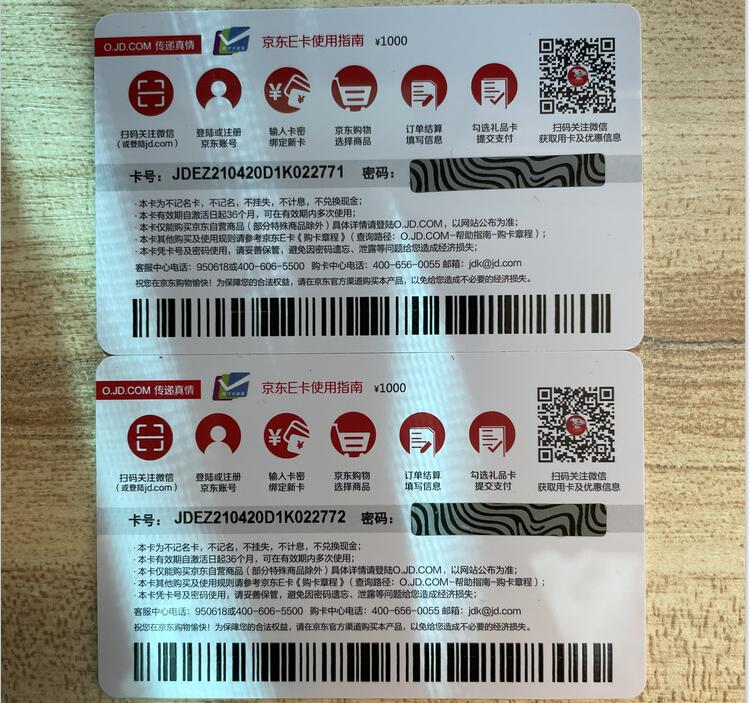 O.JD.COM 传递真情 京东E卡使用指南 ¥1000
扫码关注微信 登陆或注册 输入卡密 京东购物 订单结算 勾选礼品卡 扫码关注微信
(或登陆jd.com) 京东账号 绑定新卡 选择商品 填写信息 提交支付 获取用卡及优惠信息
卡号：JDEZ210420D1K022771 密码：
·本卡为不记名卡，不记名，不挂失，不计息，不兑换现金；
·本卡有效期自激活日起36个月，可在有效期内多次使用；
·本卡仅能购买京东自营商品（部分特殊商品除外）具体详情请登陆O.JD.COM，以网站公布为准；
·本卡其他购买及使用规则请参考京东E卡《购卡章程》（查询路径：O.JD.COM-帮助指南-购卡章程）；
·本卡凭卡号及密码使用，请妥善保管，避免因密码遗忘、泄露等问题给您造成经济损失；
客服中心电话：950618或400-606-5500 购卡中心电话：400-656-0055 邮箱：jdk@jd.com
祝您在京东购物愉快！为保障您的合法权益，请在京东官方渠道购买本产品，以免给您造成不必要的经济损失。
O.JD.COM 传递真情 京东E卡使用指南 ¥1000
扫码关注微信 登陆或注册 输入卡密 京东购物 订单结算 勾选礼品卡 扫码关注微信
(或登陆jd.com) 京东账号 绑定新卡 选择商品 填写信息 提交支付 获取用卡及优惠信息
卡号：JDEZ210420D1K022772 密码：
·本卡为不记名卡，不记名，不挂失，不计息，不兑换现金；
·本卡有效期自激活日起36个月，可在有效期内多次使用；
·本卡仅能购买京东自营商品（部分特殊商品除外）具体详情请登陆O.JD.COM，以网站公布为准；
·本卡其他购买及使用规则请参考京东E卡《购卡章程》（查询路径：O.JD.COM-帮助指南-购卡章程）；
·本卡凭卡号及密码使用，请妥善保管，避免因密码遗忘、泄露等问题给您造成经济损失；
客服中心电话：950618或400-606-5500 购卡中心电话：400-656-0055 邮箱：jdk@jd.com
祝您在京东购物愉快！为保障您的合法权益，请在京东官方渠道购买本产品，以免给您造成不必要的经济损失。